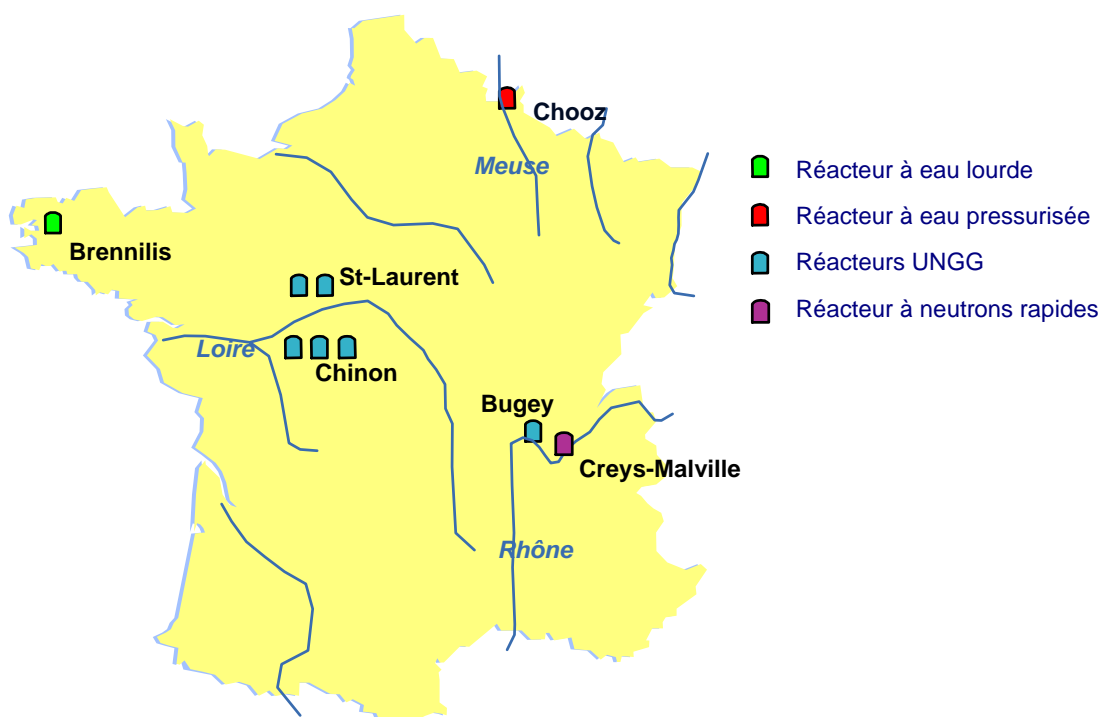 Chooz
Meuse
Réacteur à eau lourde
Réacteur à eau pressurisée
Brennilis
Réacteurs UNGG
St-Laurent
Réacteur à neutrons rapides
Loire
Chinon
Bugey
Creys-Malville
Rhône